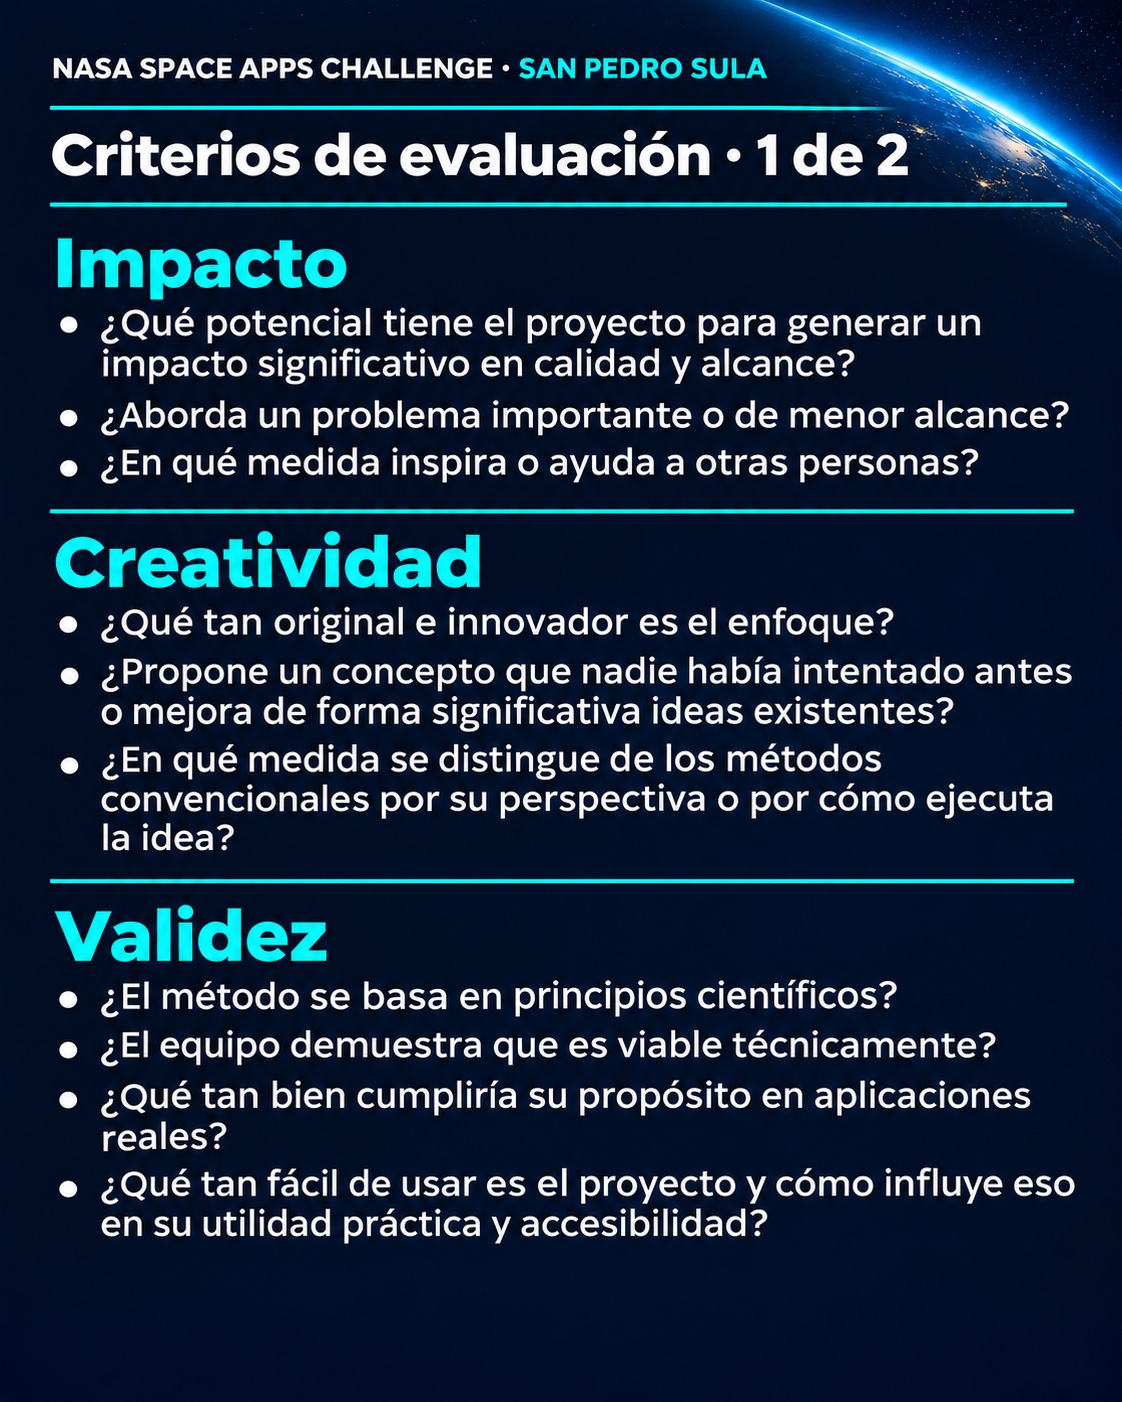 NASA SPACE APPS CHALLENGE • SAN PEDRO SULA
Criterios de evaluación • 1 de 2
Impacto
• ¿Qué potencial tiene el proyecto para generar un
impacto significativo en calidad y alcance?
• ¿Aborda un problema importante o de menor alcance?
• ¿En qué medida inspira o ayuda a otras personas?
Creatividad
• ¿Qué tan original e innovador es el enfoque?
• ¿Propone un concepto que nadie había intentado antes
o mejora de forma significativa ideas existentes?
• ¿En qué medida se distingue de los métodos
convencionales por su perspectiva o por cómo ejecuta
la idea?
Validez
• ¿El método se basa en principios científicos?
• ¿El equipo demuestra que es viable técnicamente?
• ¿Qué tan bien cumpliría su propósito en aplicaciones
reales?
• ¿Qué tan fácil de usar es el proyecto y cómo influye eso
en su utilidad práctica y accesibilidad?